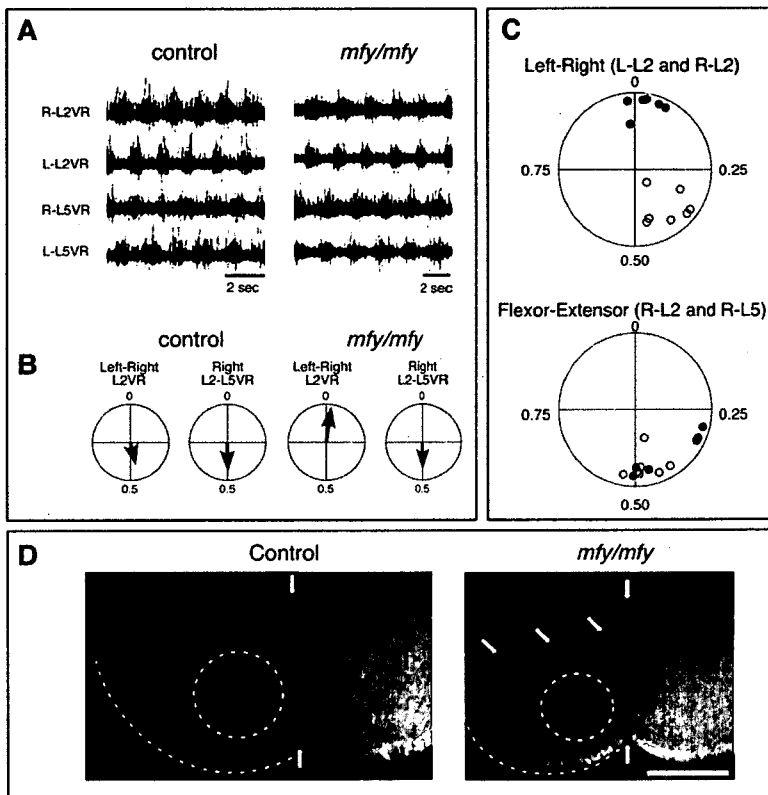 A
control
mfy/mfy
R-L2VR
L-L2VR
R-L5VR
L-L5VR
2 sec
2 sec
B
control
mfy/mfy
Left-Right
L2VR
Right
L2-L5VR
Left-Right
L2VR
Right
L2-L5VR
0
0
0
0
0.5
0.5
0.5
0.5
C
Left-Right (L-L2 and R-L2)
0
0.75
0.25
0.50
Flexor-Extensor (R-L2 and R-L5)
0
0.75
0.25
0.50
D
Control
mfy/mfy